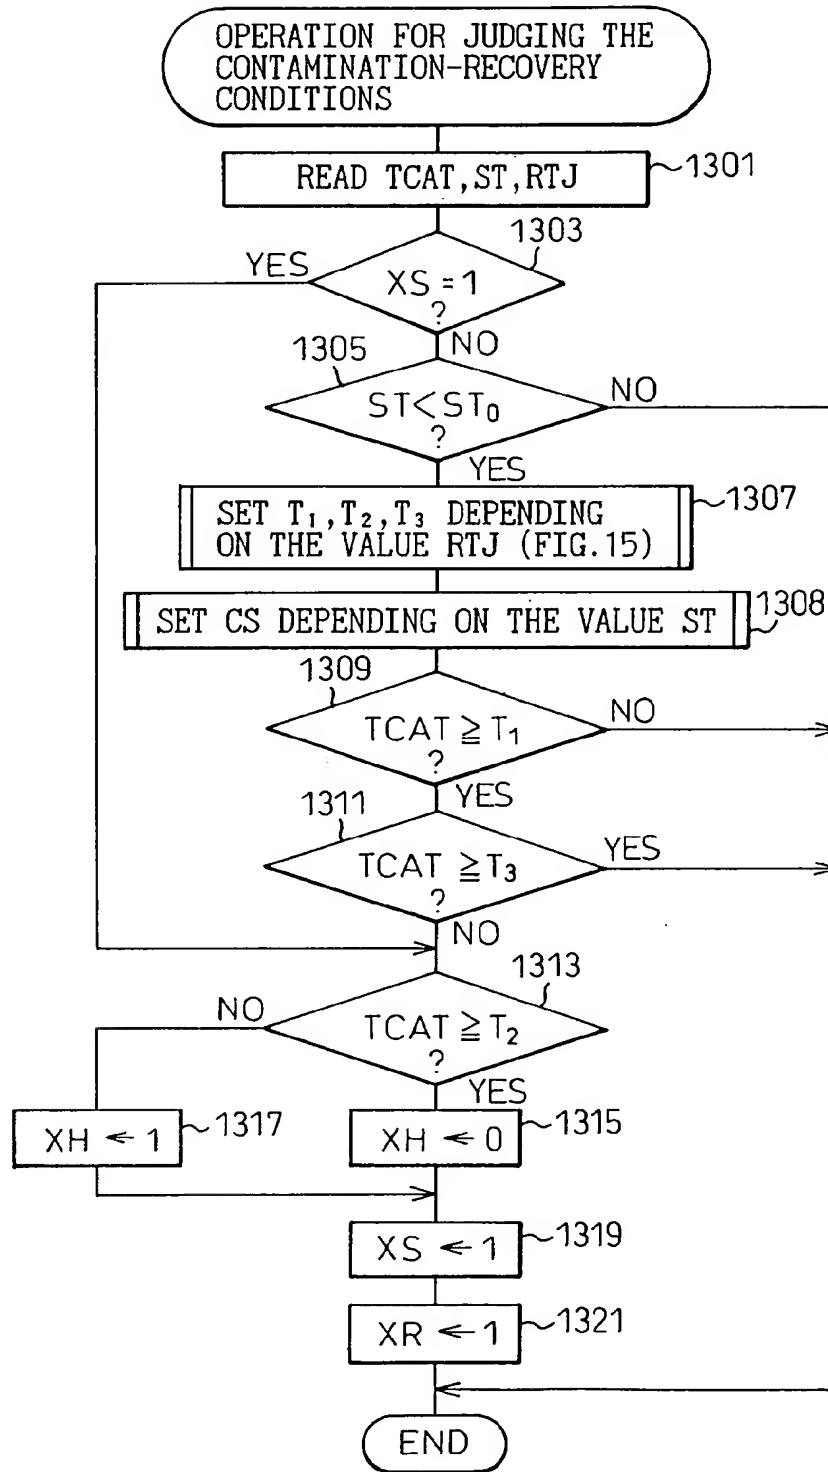 OPERATION FOR JUDGING THE
CONTAMINATION-RECOVERY
CONDITIONS
READ TCAT,ST,RTJ
1301
1303
YES
XS = 1
?
NO
1305
ST<ST₀
?
NO
YES
1307
SET T₁,T₂,T₃ DEPENDING
ON THE VALUE RTJ (FIG.15)
1308
SET CS DEPENDING ON THE VALUE ST
1309
TCAT ≧ T₁
?
NO
YES
1311
TCAT ≧ T₃
?
YES
NO
1313
NO
TCAT ≧ T₂
?
YES
XH ← 1
1317
XH ← 0
1315
XS ← 1
1319
XR ← 1
1321
END